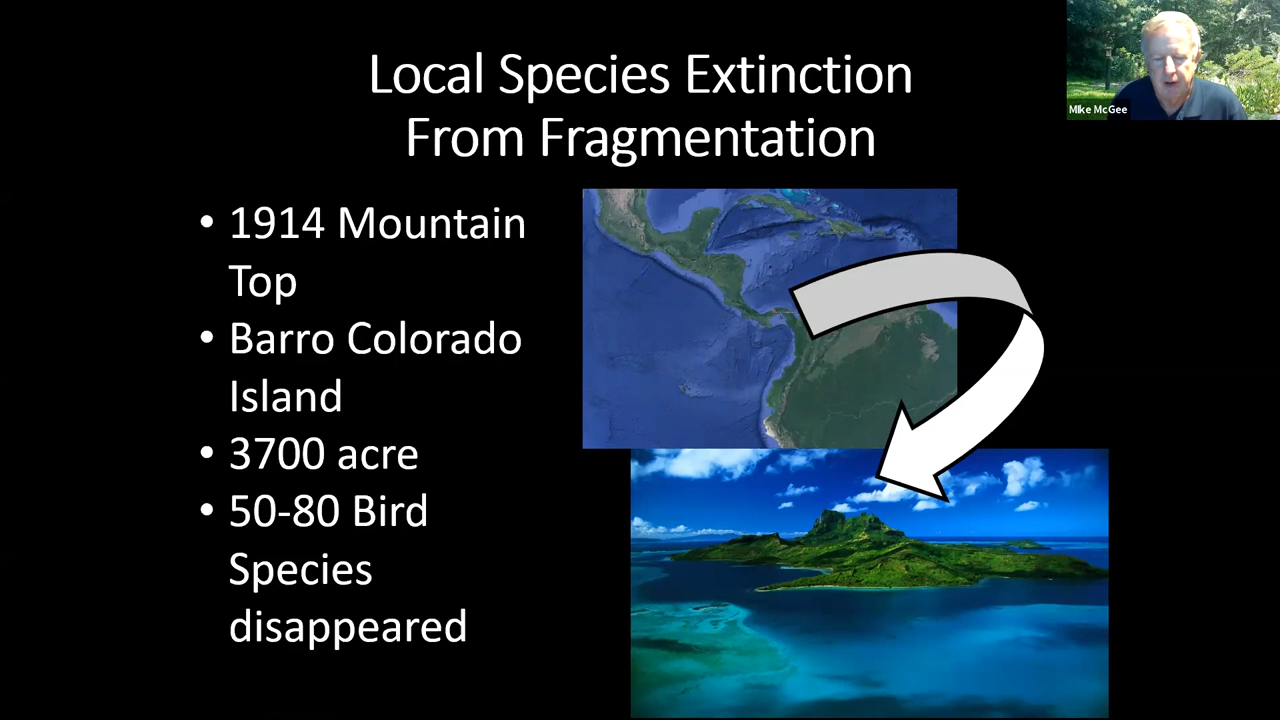 Local Species Extinction
From Fragmentation
• 1914 Mountain
Top
• Barro Colorado
Island
• 3700 acre
• 50-80 Bird
Species
disappeared
MIke McGee